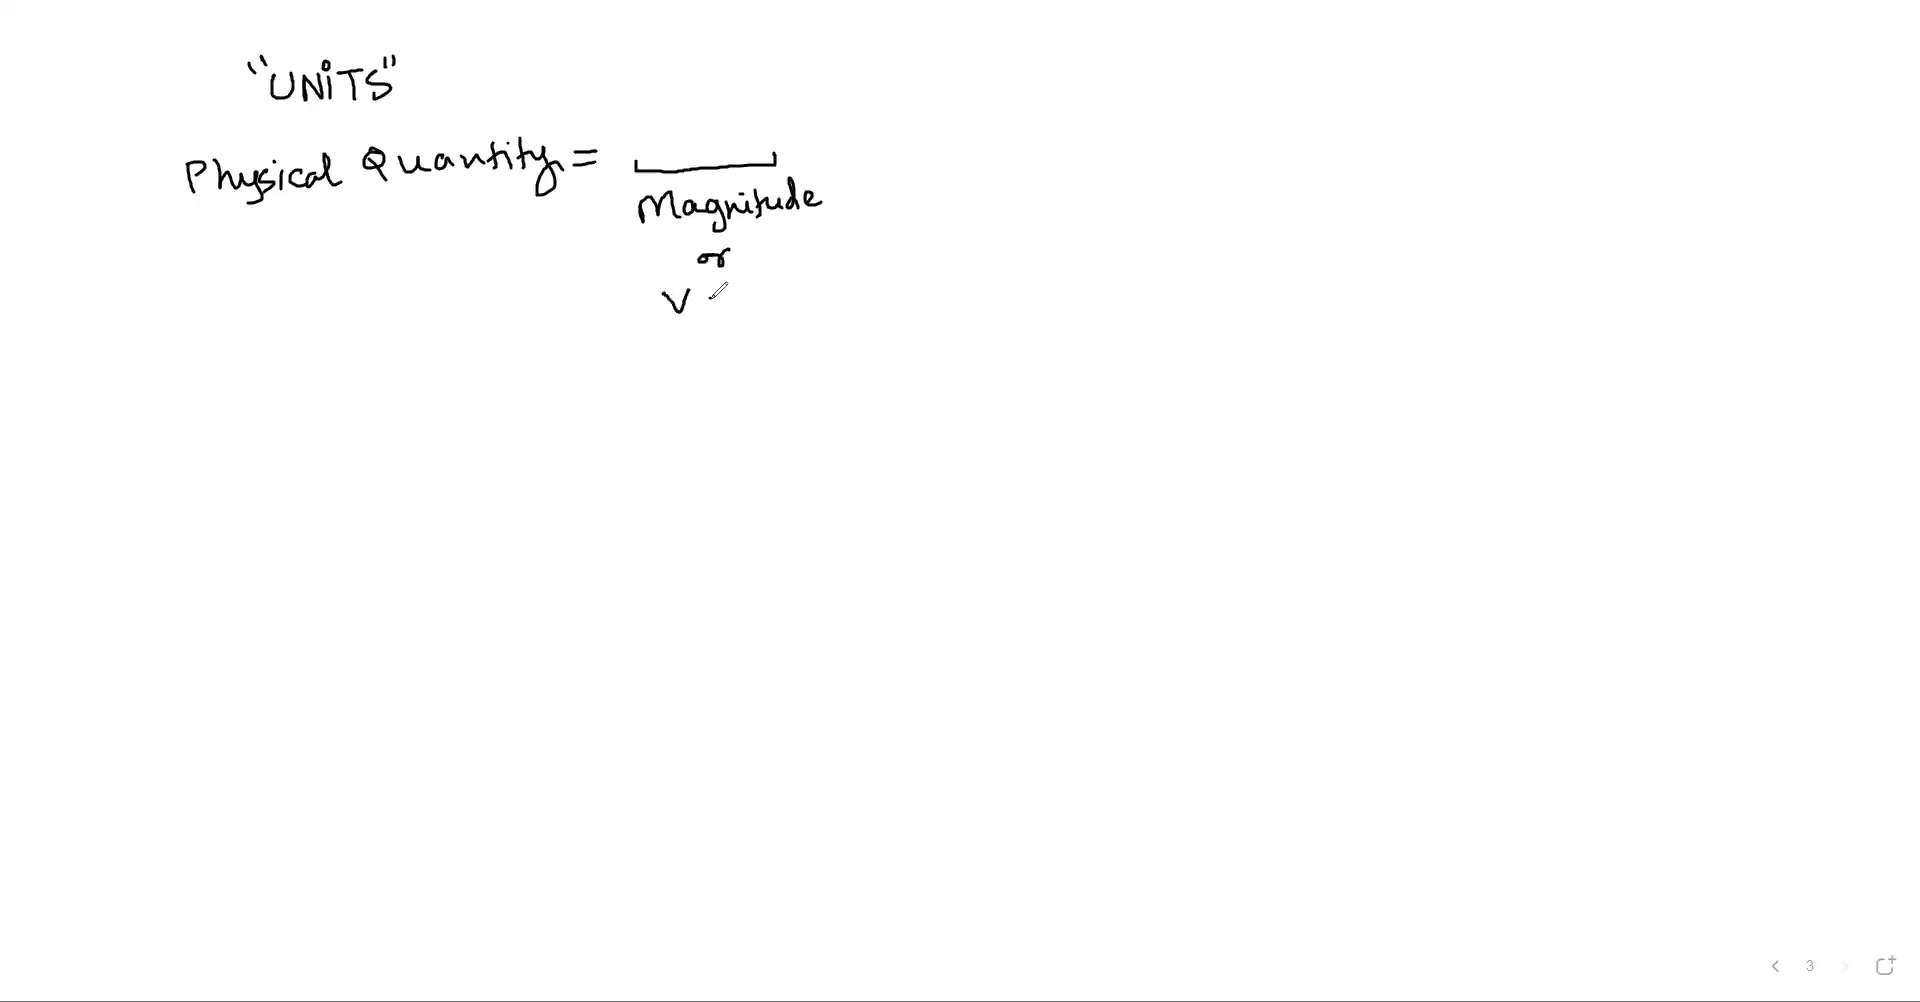 "UNiTS"
Physical Quantity =
Magnitude
or
V
3